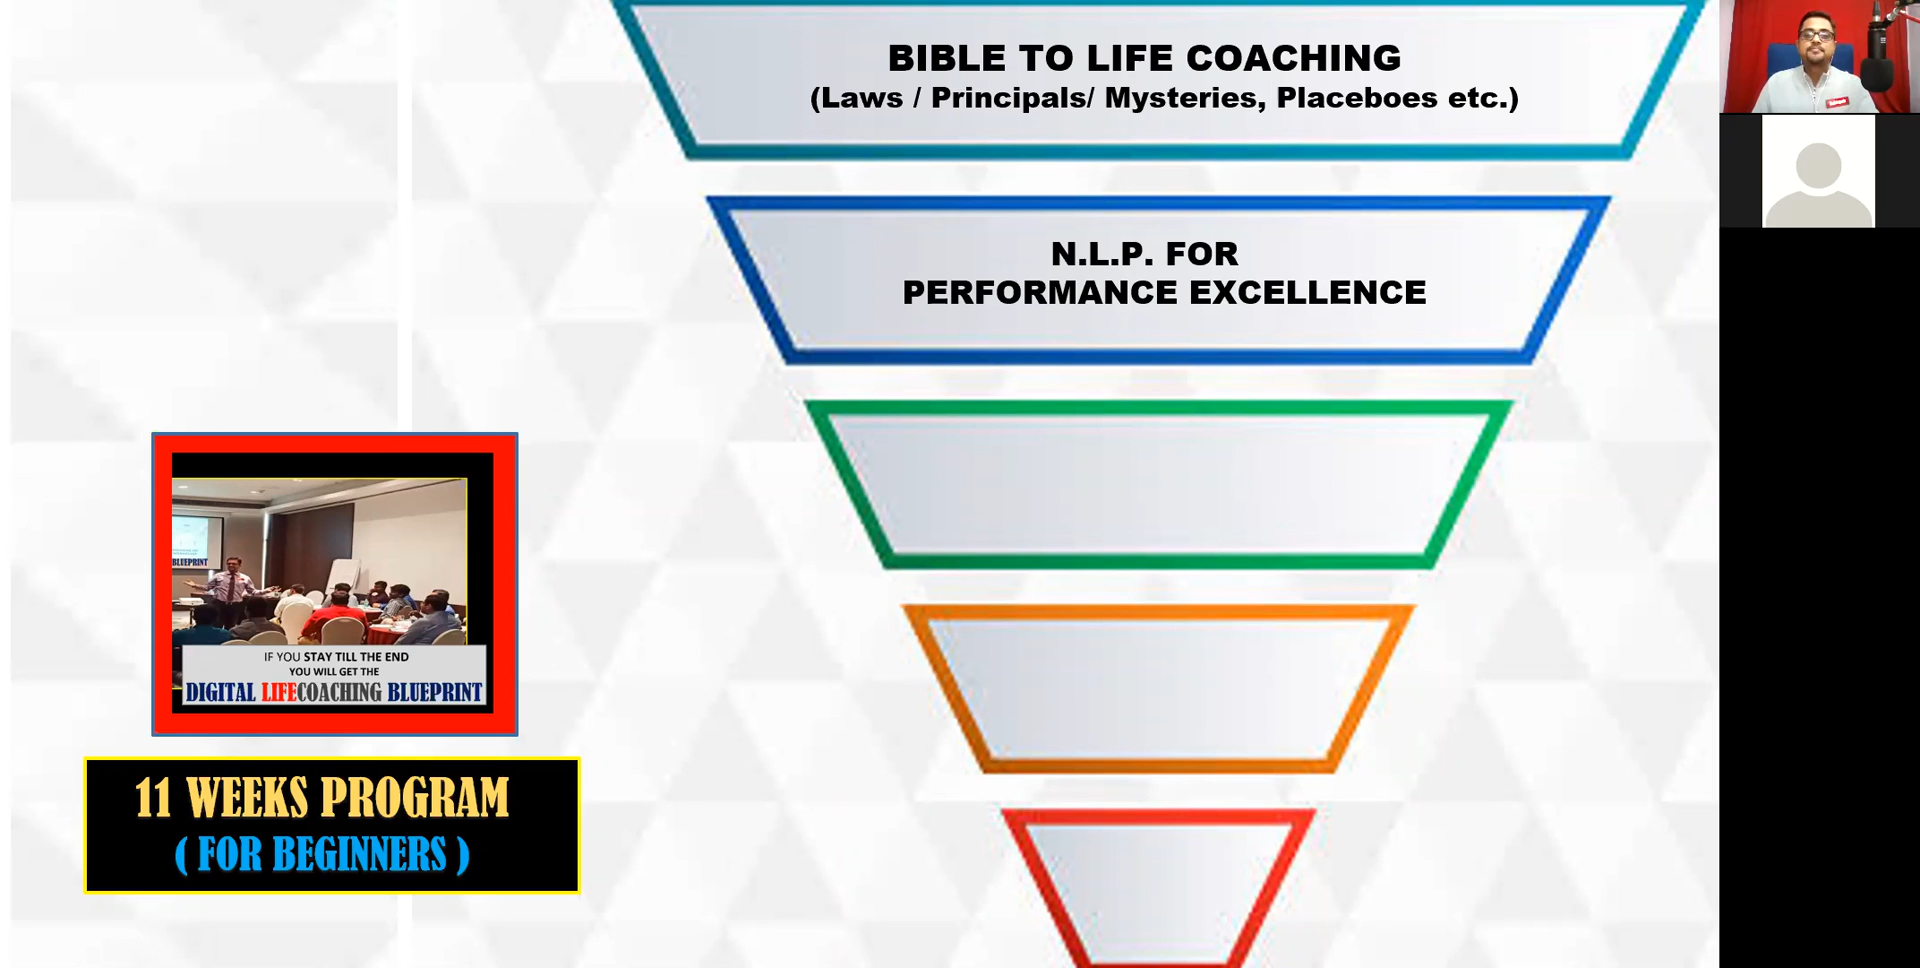 BIBLE TO LIFE COACHING
(Laws / Principals/ Mysteries, Placeboes etc.)
N.L.P. FOR
PERFORMANCE EXCELLENCE
BLUEPRINT
IF YOU STAY TILL THE END
YOU WILL GET THE
DIGITAL LIFECOACHING BLUEPRINT
11 WEEKS PROGRAM
( FOR BEGINNERS )